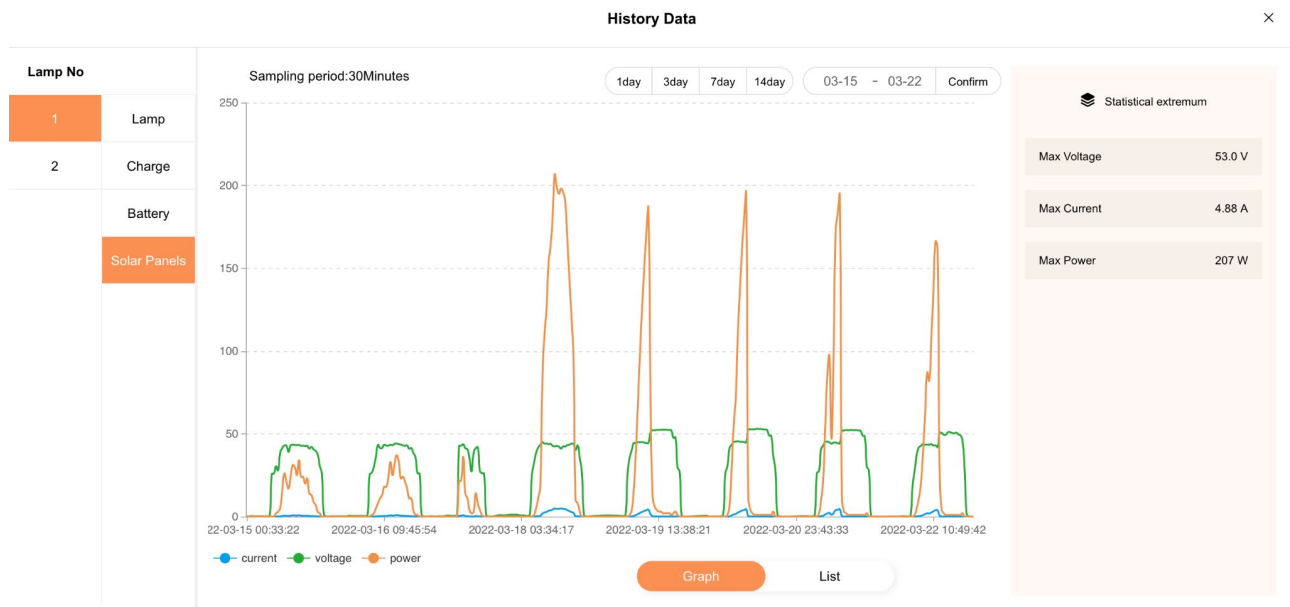 History Data
Lamp No
1
2
Lamp
Charge
Battery
Solar Panels
Sampling period:30Minutes
1day 3day 7day 14day 03-15 - 03-22 Confirm
250
200
150
100
50
0
22-03-15 00:33:22 2022-03-16 09:45:54 2022-03-18 03:34:17 2022-03-19 13:38:21 2022-03-20 23:43:33 2022-03-22 10:49:42
current voltage power
Graph List
Statistical extremum
Max Voltage 53.0 V
Max Current 4.88 A
Max Power 207 W